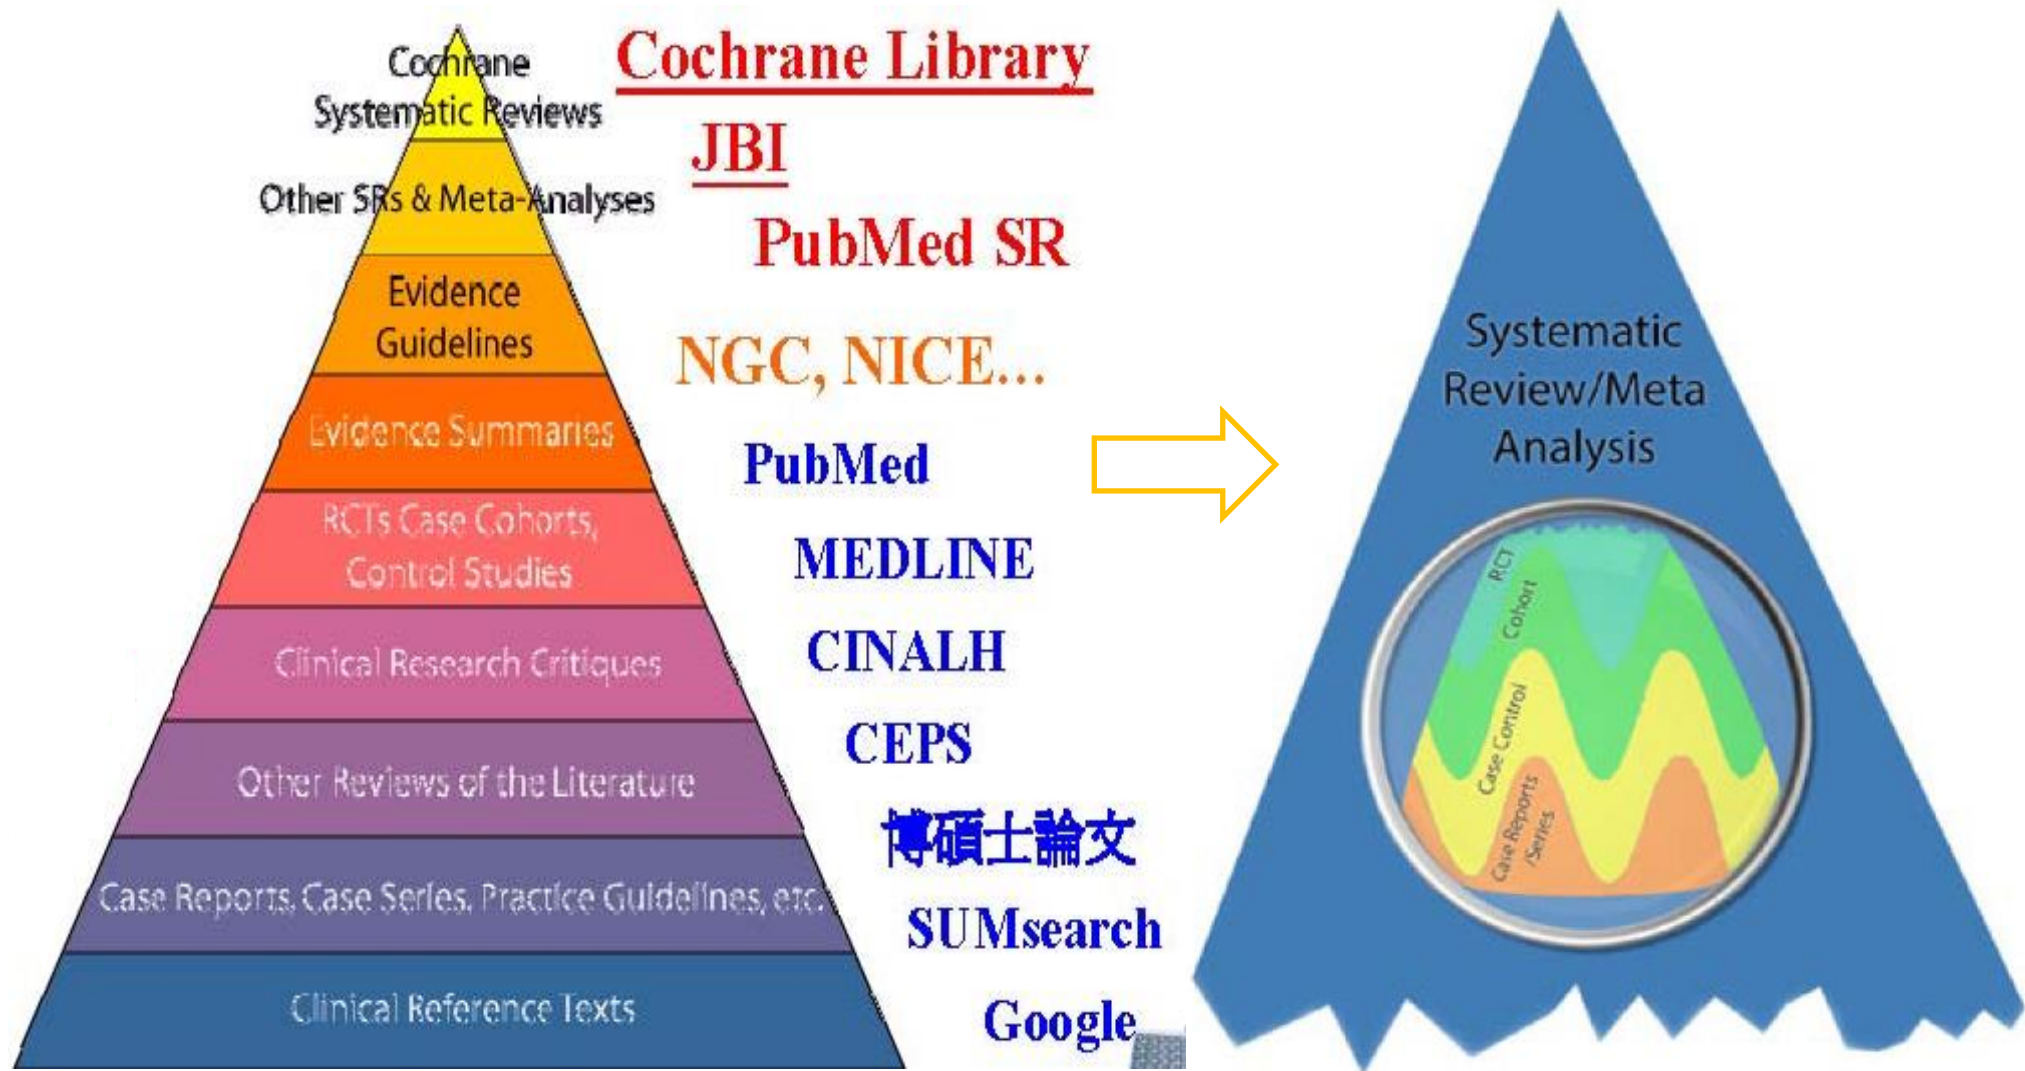 Cochrane
Systematic Reviews
Other SRs & Meta-Analyses
Evidence
Guidelines
Evidence Summaries
RCTs Case Cohorts,
Control Studies
Clinical Research Critiques
Other Reviews of the Literature
Case Reports, Case Series, Practice Guidelines, etc.
Clinical Reference Texts
Cochrane Library
JBI
PubMed SR
NGC, NICE...
PubMed
MEDLINE
CINALH
CEPS
博碩士論文
SUMsearch
Google
Systematic
Review/Meta
Analysis
RCT
Cohort
Case Control
Case Reports
/Series